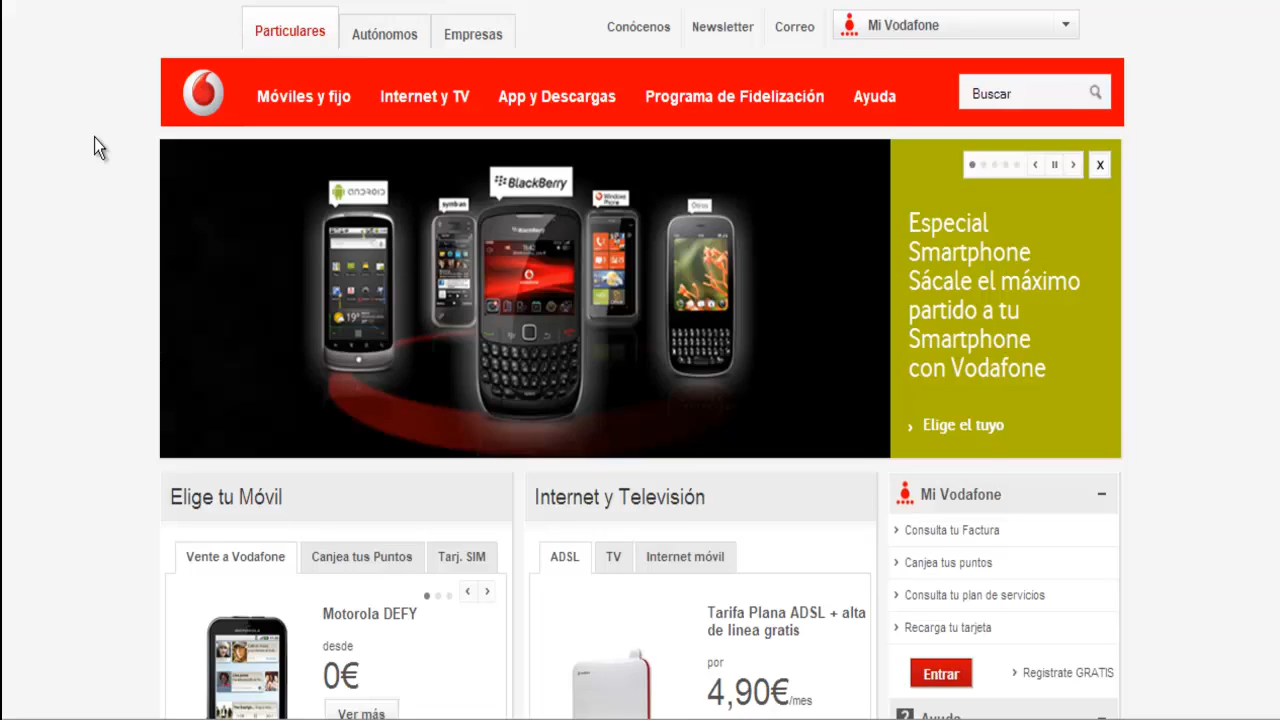 Particulares
Autónomos
Empresas
Conócenos
Newsletter
Correo
Mi Vodafone
Móviles y fijo
Internet y TV
App y Descargas
Programa de Fidelización
Ayuda
Buscar
ANDROID
symbian
BlackBerry
Windows Phone
Otros
X
Especial
Smartphone
Sácale el máximo
partido a tu
Smartphone
con Vodafone
Elige el tuyo
Elige tu Móvil
Vente a Vodafone
Canjea tus Puntos
Tarj. SIM
Motorola DEFY
desde
0€
Ver más
Internet y Televisión
ADSL
TV
Internet móvil
Tarifa Plana ADSL + alta
de linea gratis
por
4,90€/mes
Mi Vodafone
Consulta tu Factura
Canjea tus puntos
Consulta tu plan de servicios
Recarga tu tarjeta
Entrar
Registrate GRATIS
Ayuda